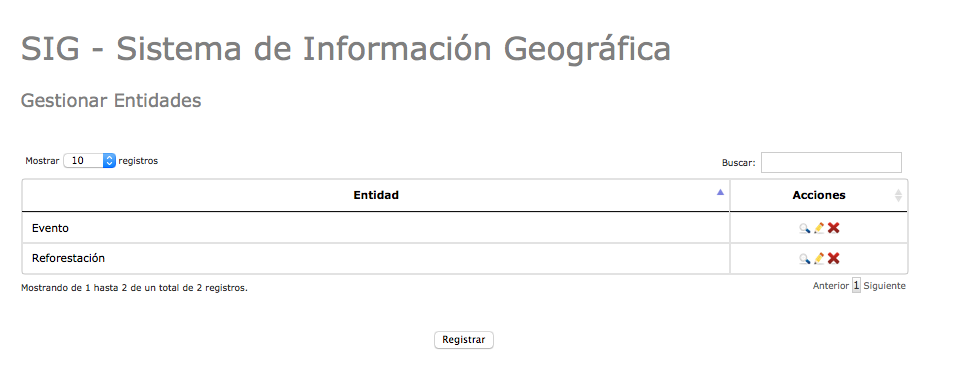 SIG - Sistema de Información Geográfica
Gestionar Entidades
Mostrar 10 registros Buscar:
Entidad Acciones
Evento
Reforestación
Mostrando de 1 hasta 2 de un total de 2 registros. Anterior 1 Siguiente
Registrar